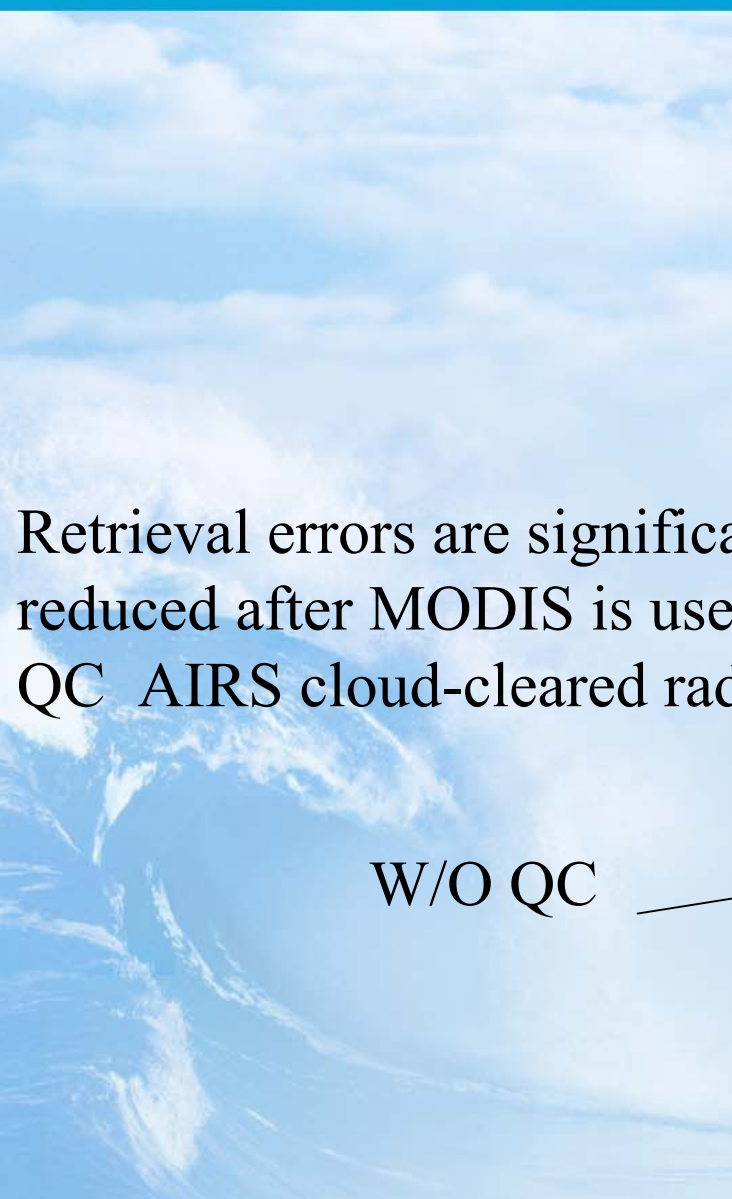 Retrieval errors are significa
reduced after MODIS is use
QC AIRS cloud-cleared rad
W/O QC